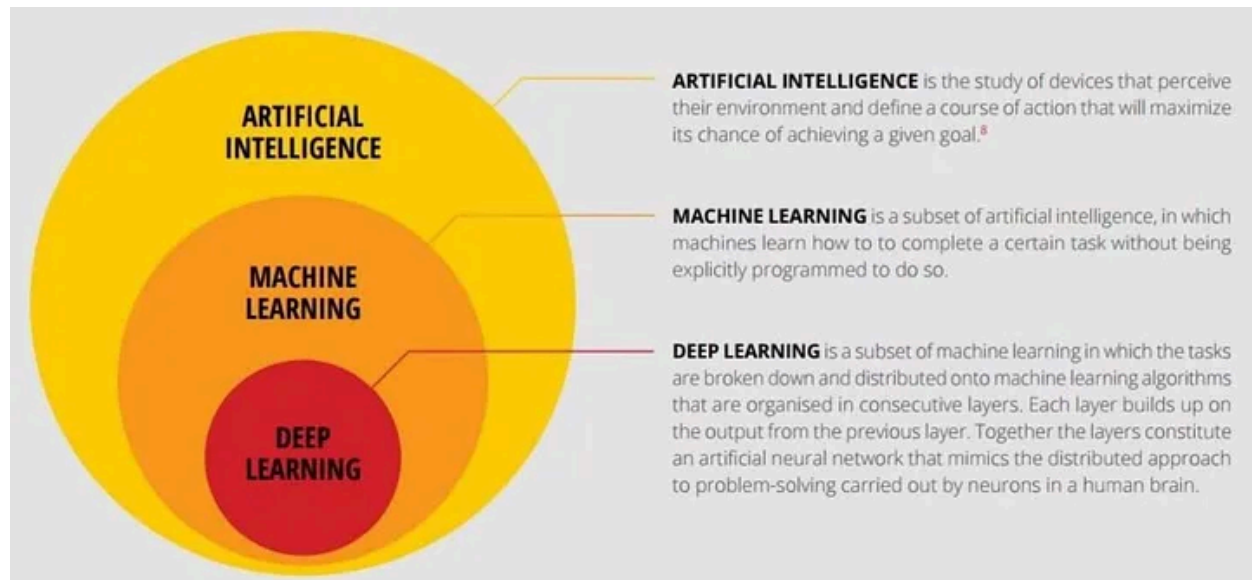 ARTIFICIAL
INTELLIGENCE
MACHINE
LEARNING
DEEP
LEARNING
ARTIFICIAL INTELLIGENCE is the study of devices that perceive
their environment and define a course of action that will maximize
its chance of achieving a given goal.8
MACHINE LEARNING is a subset of artificial intelligence, in which
machines learn how to to complete a certain task without being
explicitly programmed to do so.
DEEP LEARNING is a subset of machine learning in which the tasks
are broken down and distributed onto machine learning algorithms
that are organised in consecutive layers. Each layer builds up on
the output from the previous layer. Together the layers constitute
an artificial neural network that mimics the distributed approach
to problem-solving carried out by neurons in a human brain.